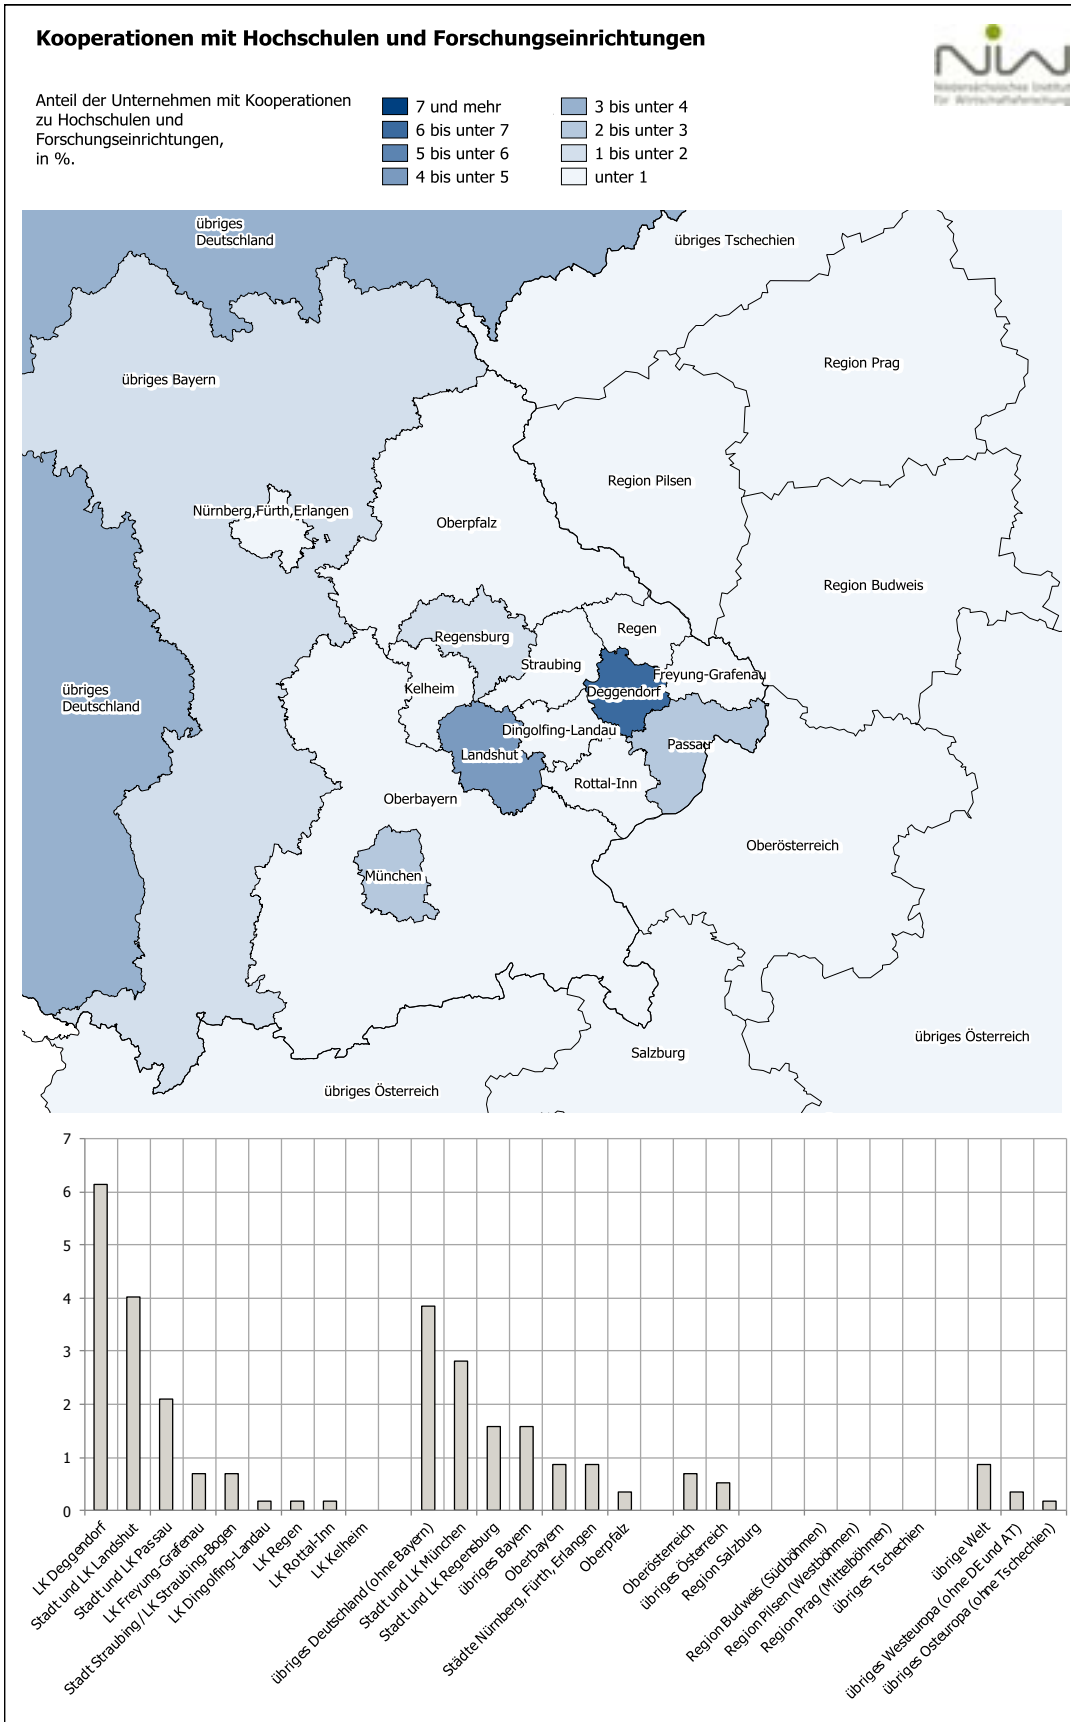 Kooperationen mit Hochschulen und Forschungseinrichtungen
NIW
Niedersächsisches Institut
für Wirtschaftsforschung
Anteil der Unternehmen mit Kooperationen
zu Hochschulen und
Forschungseinrichtungen,
in %.
7 und mehr
6 bis unter 7
5 bis unter 6
4 bis unter 5
3 bis unter 4
2 bis unter 3
1 bis unter 2
unter 1
übriges
Deutschland
übriges Tschechien
Region Prag
übriges Bayern
Region Pilsen
Nürnberg,Fürth,Erlangen
Oberpfalz
Region Budweis
Regen
Regensburg
Straubing
Freyung-Grafenau
Kelheim
Deggendorf
übriges
Deutschland
Dingolfing-Landau
Passau
Landshut
Rottal-Inn
Oberbayern
Oberösterreich
München
übriges Österreich
Salzburg
übriges Österreich
7
6
5
4
3
2
1
0
LK Deggendorf
Stadt und LK Landshut
Stadt und LK Passau
LK Freyung-Grafenau
Stadt Straubing / LK Straubing-Bogen
LK Dingolfing-Landau
LK Regen
LK Rottal-Inn
LK Kelheim
übriges Deutschland (ohne Bayern)
Stadt und LK München
Stadt und LK Regensburg
übriges Bayern
Oberbayern
Städte Nürnberg, Fürth, Erlangen
Oberpfalz
Oberösterreich
übriges Österreich
Region Salzburg
Region Budweis (Südböhmen)
Region Pilsen (Westböhmen)
Region Prag (Mittelböhmen)
übriges Tschechien
übrige Welt
übriges Westeuropa (ohne DE und AT)
übriges Osteuropa (ohne Tschechien)